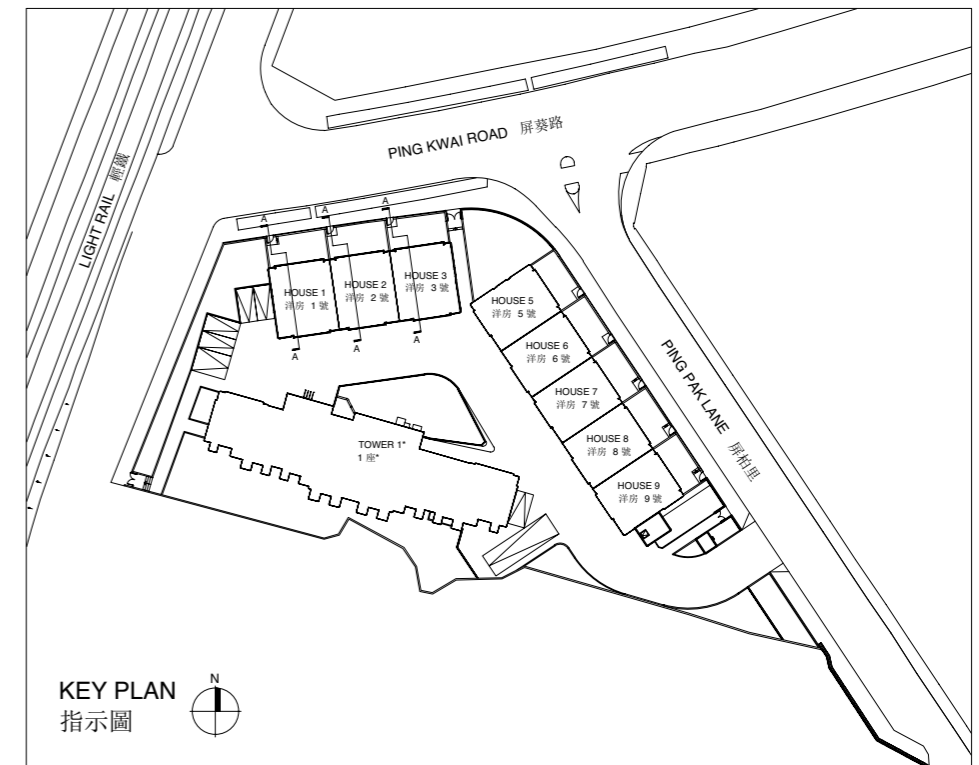 PING KWAI ROAD 屏葵路
LIGHT RAIL 輕鐵
A
A
A
HOUSE 1
洋房 1 號
HOUSE 2
洋房 2 號
HOUSE 3
洋房 3 號
A
A
A
HOUSE 5
洋房 5 號
HOUSE 6
洋房 6 號
HOUSE 7
洋房 7 號
HOUSE 8
洋房 8 號
HOUSE 9
洋房 9 號
PING PAK LANE 屏柏里
TOWER 1*
1 座*
KEY PLAN
指示圖
N